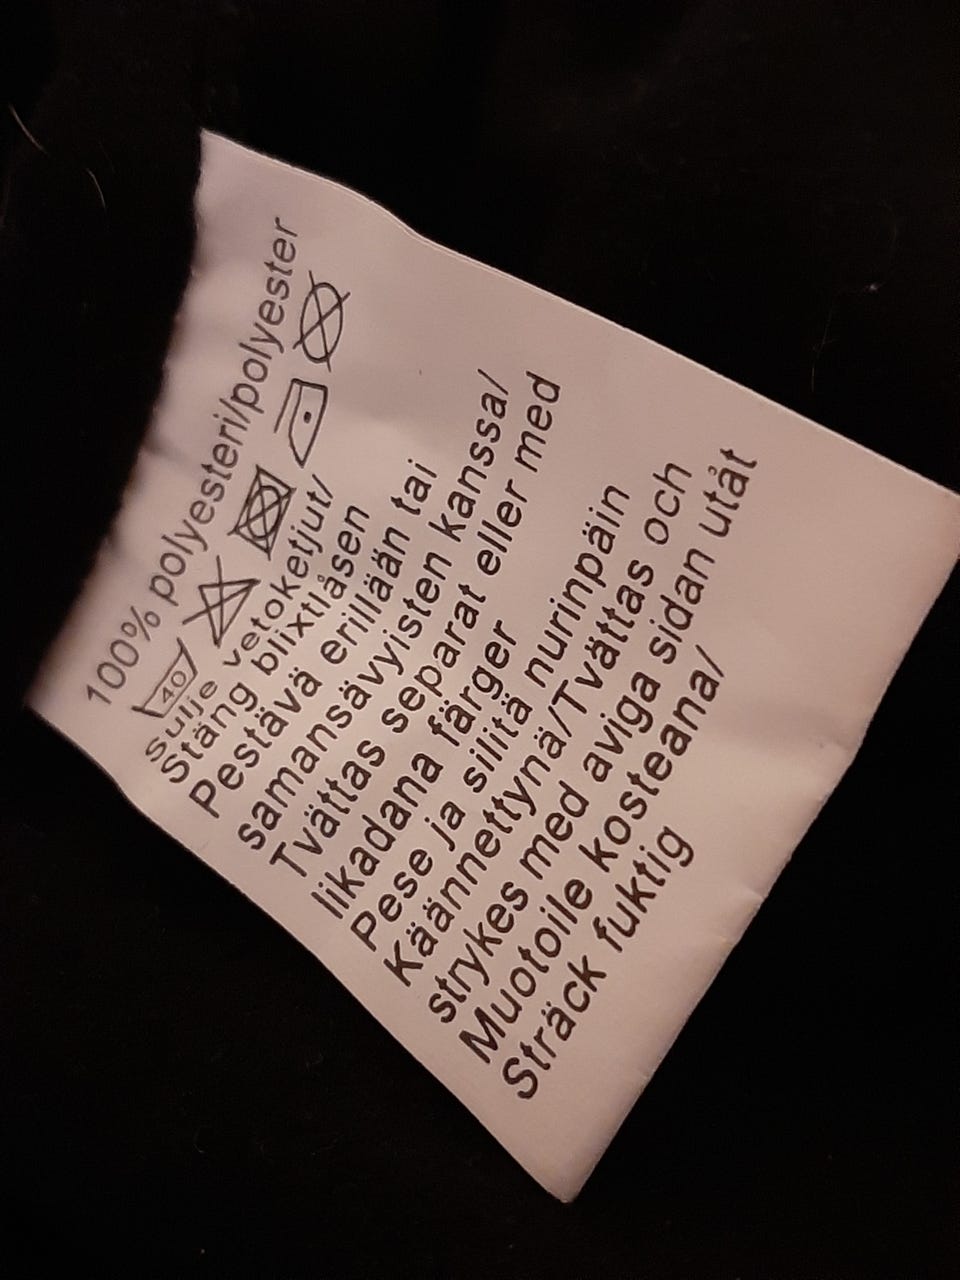 100% polyesteri/polyester
40
Sulje vetoketjut/
Stäng blixtlåsen
Pestävä erillään tai
samansävyisten kanssa/
Tvättas separat eller med
likadana färger
Pese ja silitä nurinpäin
Käännettynä/Tvättas och
strykes med aviga sidan utåt
Muotoile kosteana/
Sträck fuktig